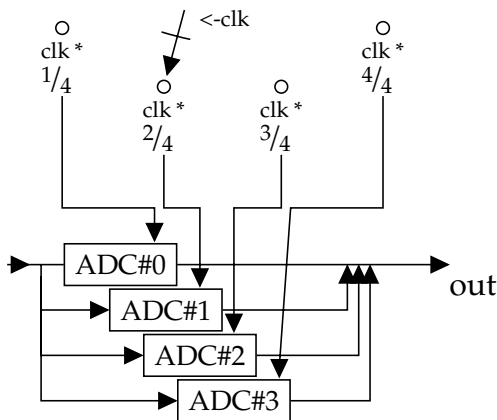 <-clk
clk *
1/4
clk *
4/4
clk *
2/4
clk *
3/4
ADC#0
out
ADC#1
ADC#2
ADC#3